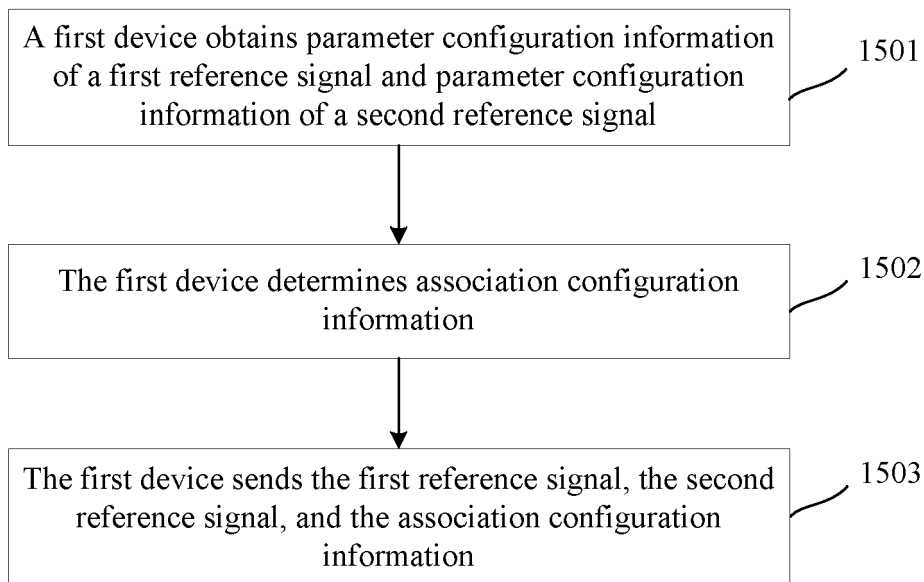 A first device obtains parameter configuration information
of a first reference signal and parameter configuration
information of a second reference signal
1501
The first device determines association configuration
information
1502
The first device sends the first reference signal, the second
reference signal, and the association configuration
information
1503